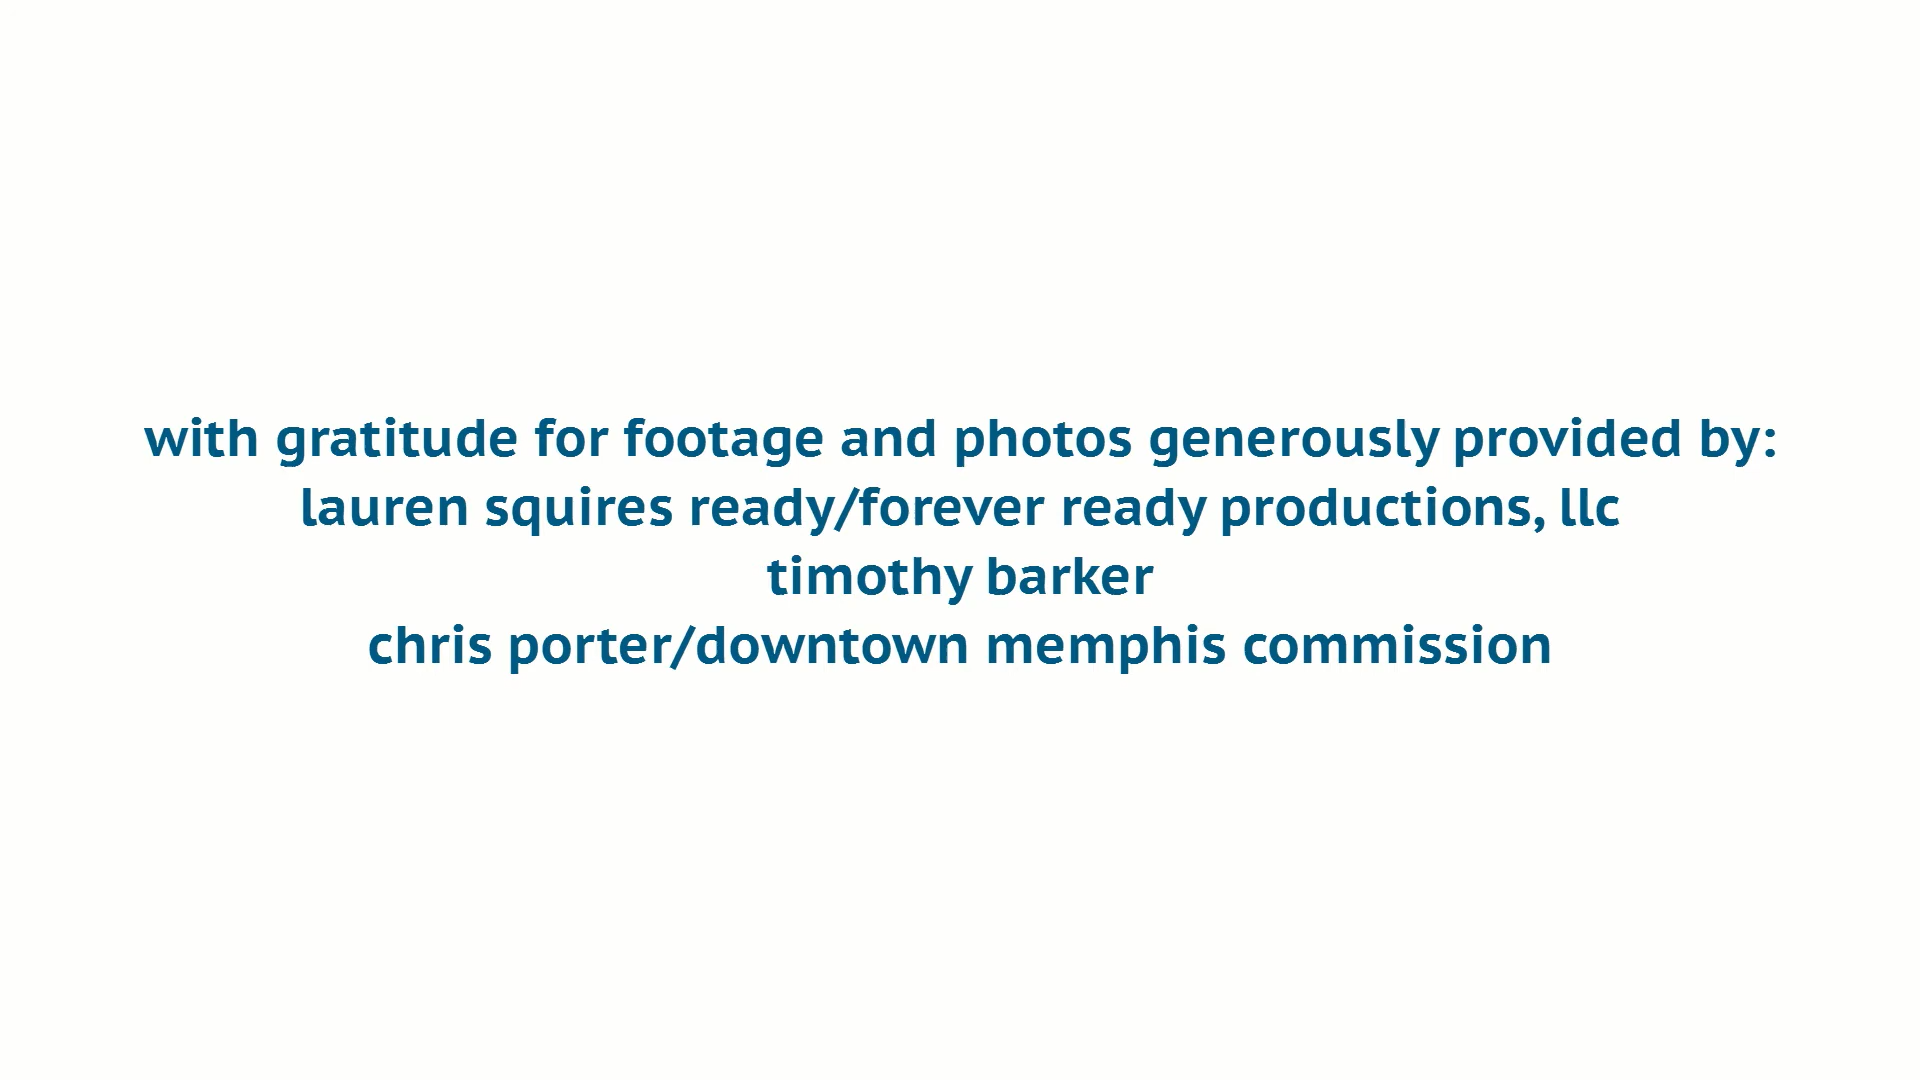 with gratitude for footage and photos generously provided by:
lauren squires ready/forever ready productions, llc
timothy barker
chris porter/downtown memphis commission